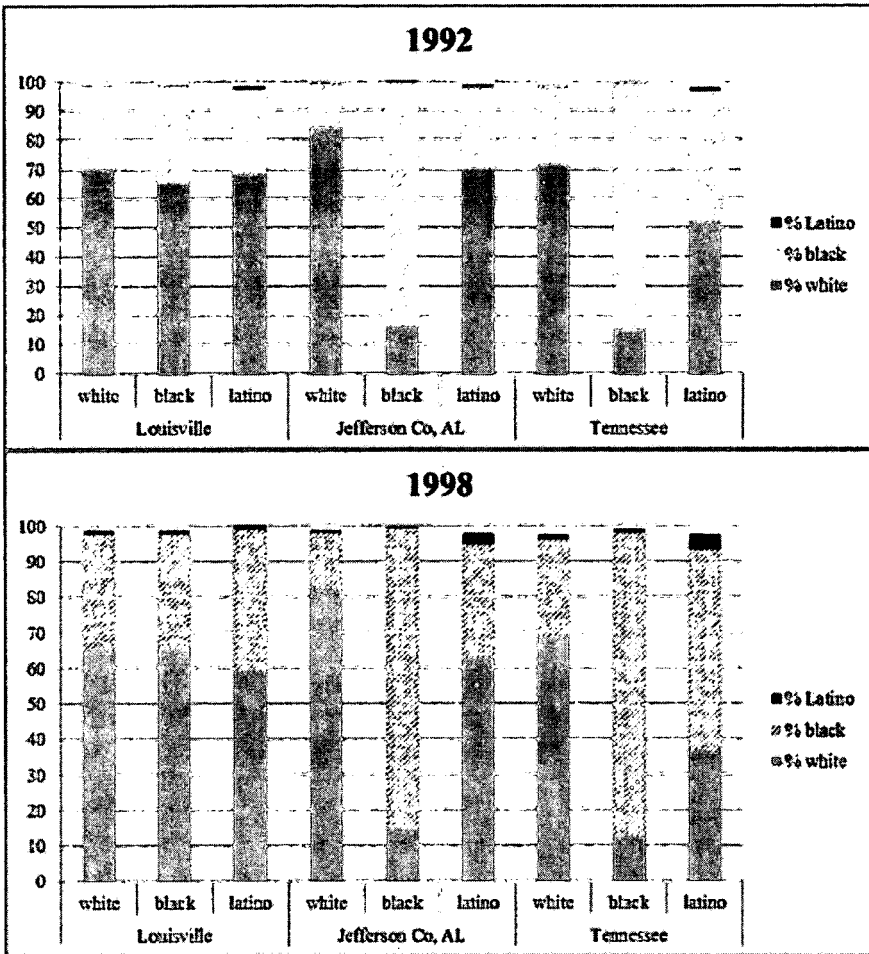 1992
100
90
80
70
60
50
40
30
20
10
0
% Latino
% black
% white
white black latino white black latino white black latino
Louisville Jefferson Co, AL Tennessee
1998
100
90
80
70
60
50
40
30
20
10
0
% Latino
% black
% white
white black latino white black latino white black latino
Louisville Jefferson Co, AL Tennessee